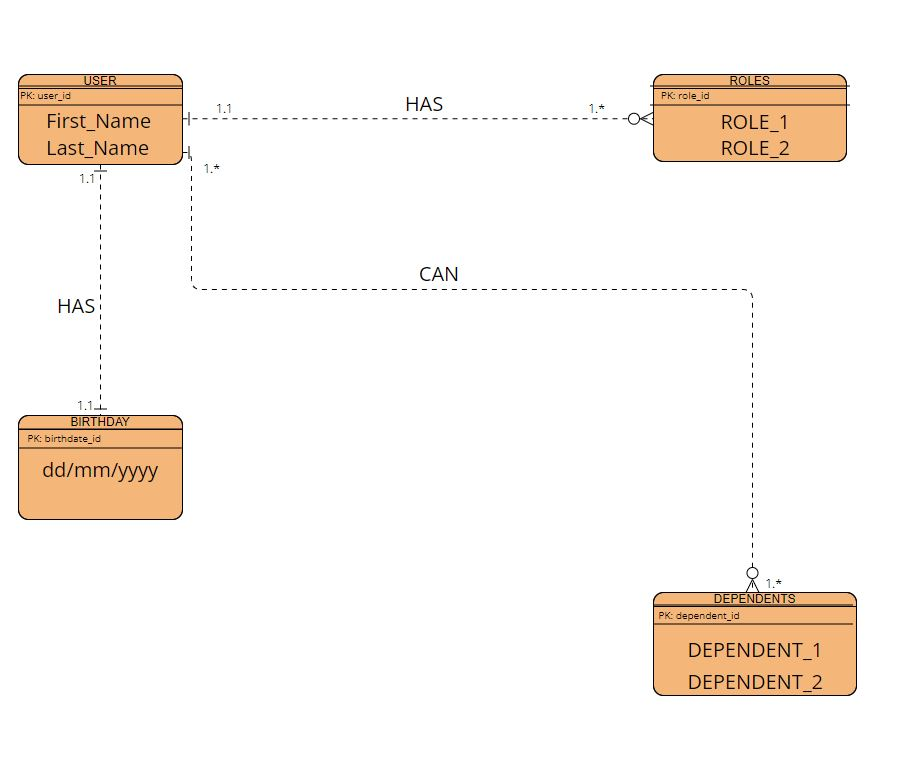 USER
PK: user_id
First_Name
Last_Name
1.1
HAS
1.*
ROLES
PK: role_id
ROLE_1
ROLE_2
1.1
1.*
CAN
HAS
1.1
BIRTHDAY
PK: birthdate_id
dd/mm/yyyy
1.*
DEPENDENTS
PK: dependent_id
DEPENDENT_1
DEPENDENT_2